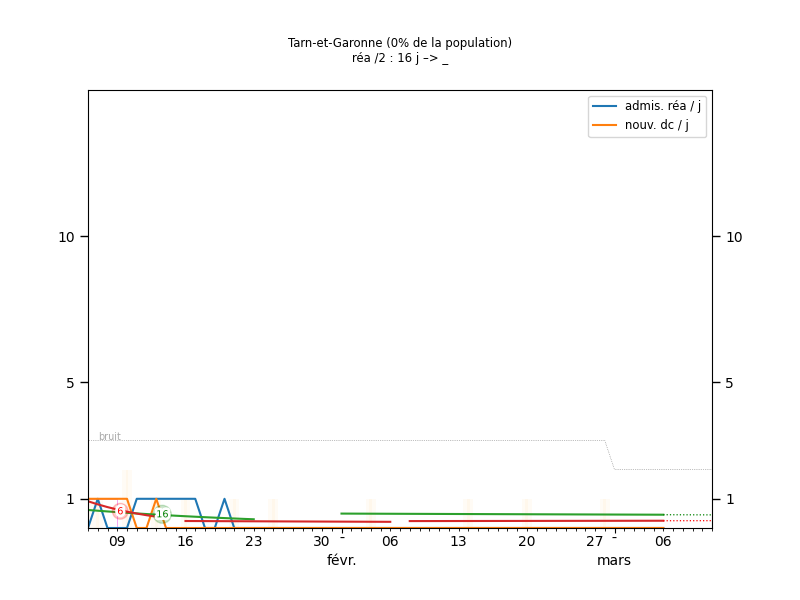 Tarn-et-Garonne (0% de la population)
réa /2 : 16 j –> _
admis. réa / j
nouv. dc / j
10
10
5
5
bruit
1
1
6
16
09
16
23
30
-
06
13
20
27
-
06
févr.
mars